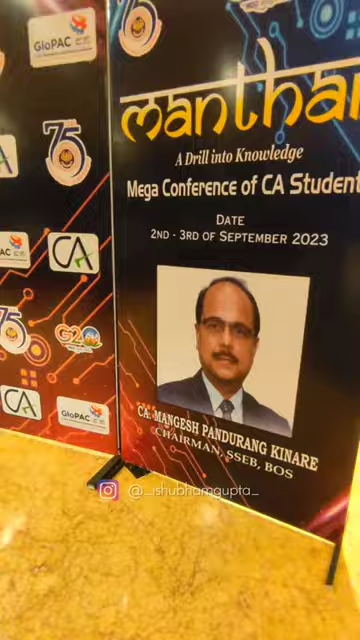 GloPAC
75
manthan
A Drill into Knowledge
Mega Conference of CA Student
DATE
2ND - 3RD OF SEPTEMBER 2023
75
CA
CA
75
G20
CA
GloPAC
CA. MANGESH PANDURANG KINARE
CHAIRMAN, SSEB, BOS
@_ishubhamgupta_